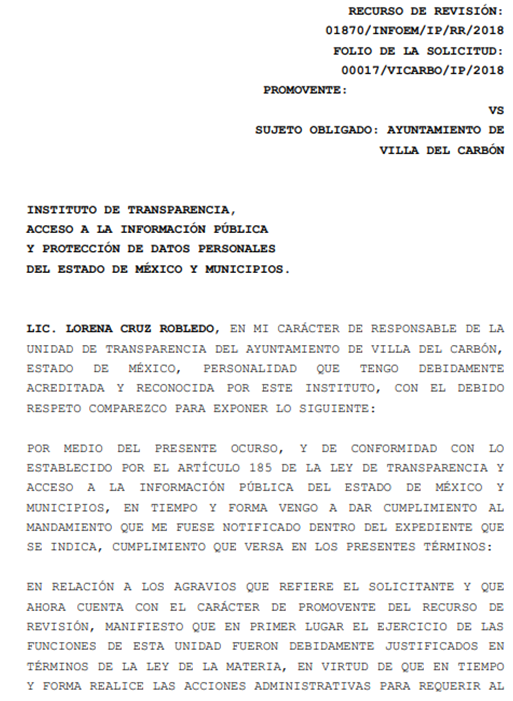 RECURSO DE REVISIÓN:
01870/INFOEM/IP/RR/2018
FOLIO DE LA SOLICITUD:
00017/VICARBO/IP/2018
PROMOVENTE:
VS
SUJETO OBLIGADO: AYUNTAMIENTO DE
VILLA DEL CARBÓN
INSTITUTO DE TRANSPARENCIA,
ACCESO A LA INFORMACIÓN PÚBLICA
Y PROTECCIÓN DE DATOS PERSONALES
DEL ESTADO DE MÉXICO Y MUNICIPIOS.
LIC. LORENA CRUZ ROBLEDO, EN MI CARÁCTER DE RESPONSABLE DE LA
UNIDAD DE TRANSPARENCIA DEL AYUNTAMIENTO DE VILLA DEL CARBÓN,
ESTADO DE MÉXICO, PERSONALIDAD QUE TENGO DEBIDAMENTE
ACREDITADA Y RECONOCIDA POR ESTE INSTITUTO, CON EL DEBIDO
RESPETO COMPAREZCO PARA EXPONER LO SIGUIENTE:
POR MEDIO DEL PRESENTE OCURSO, Y DE CONFORMIDAD CON LO
ESTABLECIDO POR EL ARTÍCULO 185 DE LA LEY DE TRANSPARENCIA Y
ACCESO A LA INFORMACIÓN PÚBLICA DEL ESTADO DE MÉXICO Y
MUNICIPIOS, EN TIEMPO Y FORMA VENGO A DAR CUMPLIMIENTO AL
MANDAMIENTO QUE ME FUESE NOTIFICADO DENTRO DEL EXPEDIENTE QUE
SE INDICA, CUMPLIMIENTO QUE VERSA EN LOS PRESENTES TÉRMINOS:
EN RELACIÓN A LOS AGRAVIOS QUE REFIERE EL SOLICITANTE Y QUE
AHORA CUENTA CON EL CARÁCTER DE PROMOVENTE DEL RECURSO DE
REVISIÓN, MANIFIESTO QUE EN PRIMER LUGAR EL EJERCICIO DE LAS
FUNCIONES DE ESTA UNIDAD FUERON DEBIDAMENTE JUSTIFICADOS EN
TÉRMINOS DE LA LEY DE LA MATERIA, EN VIRTUD DE QUE EN TIEMPO
Y FORMA REALICE LAS ACCIONES ADMINISTRATIVAS PARA REQUERIR AL